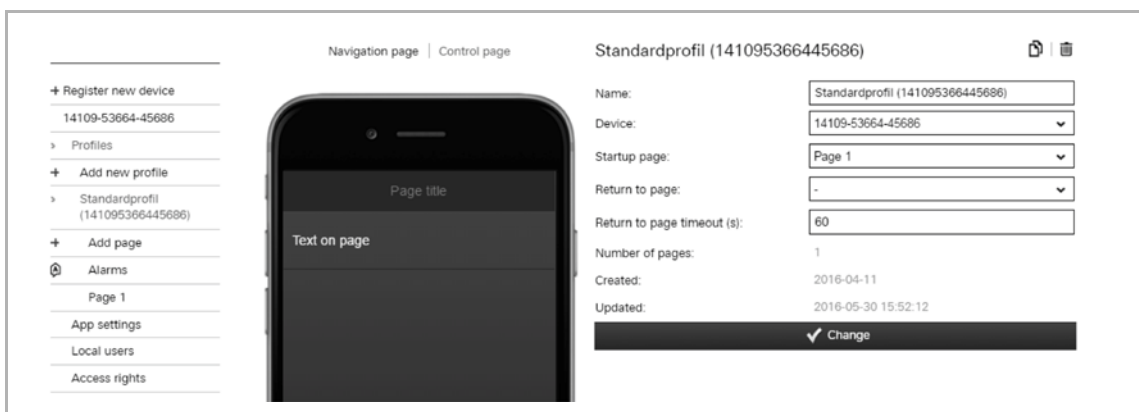 Navigation page | Control page
+ Register new device
14109-53664-45686
> Profiles
+ Add new profile
> Standardprofil
(141095366445686)
+ Add page
Alarms
Page 1
App settings
Local users
Access rights
Page title
Text on page
Standardprofil (141095366445686)
Name: Standardprofil (141095366445686)
Device: 14109-53664-45686
Startup page: Page 1
Return to page: -
Return to page timeout (s): 60
Number of pages: 1
Created: 2016-04-11
Updated: 2016-05-30 15:52:12
Change